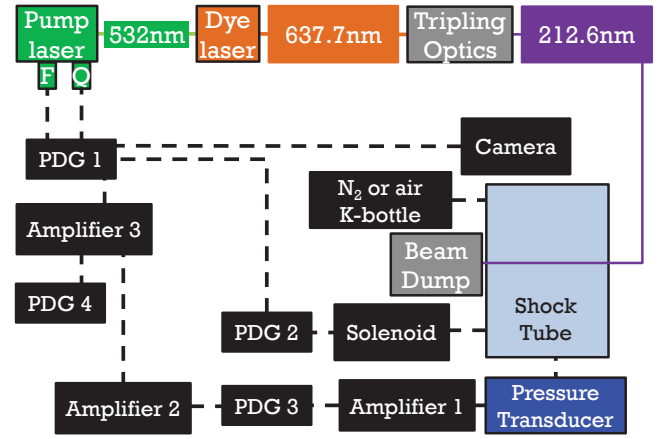 Pump
laser
532nm
Dye
laser
637.7nm
Tripling
Optics
212.6nm
F
Q
PDG 1
Camera
N₂ or air
K-bottle
Amplifier 3
Beam
Dump
PDG 4
Shock
Tube
PDG 2
Solenoid
Amplifier 2
PDG 3
Amplifier 1
Pressure
Transducer